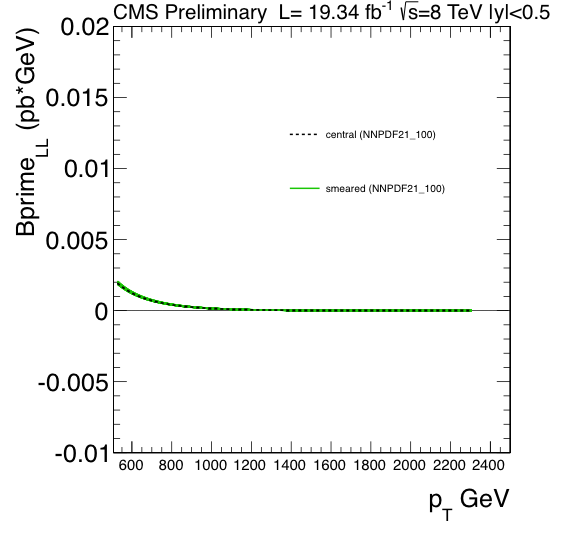 CMS Preliminary L= 19.34 fb-1 √s=8 TeV |y|<0.5
BprimeLL (pb*GeV)
0.02
0.015
0.01
0.005
0
-0.005
-0.01
central (NNPDF21_100)
smeared (NNPDF21_100)
600 800 1000 1200 1400 1600 1800 2000 2200 2400
pT GeV